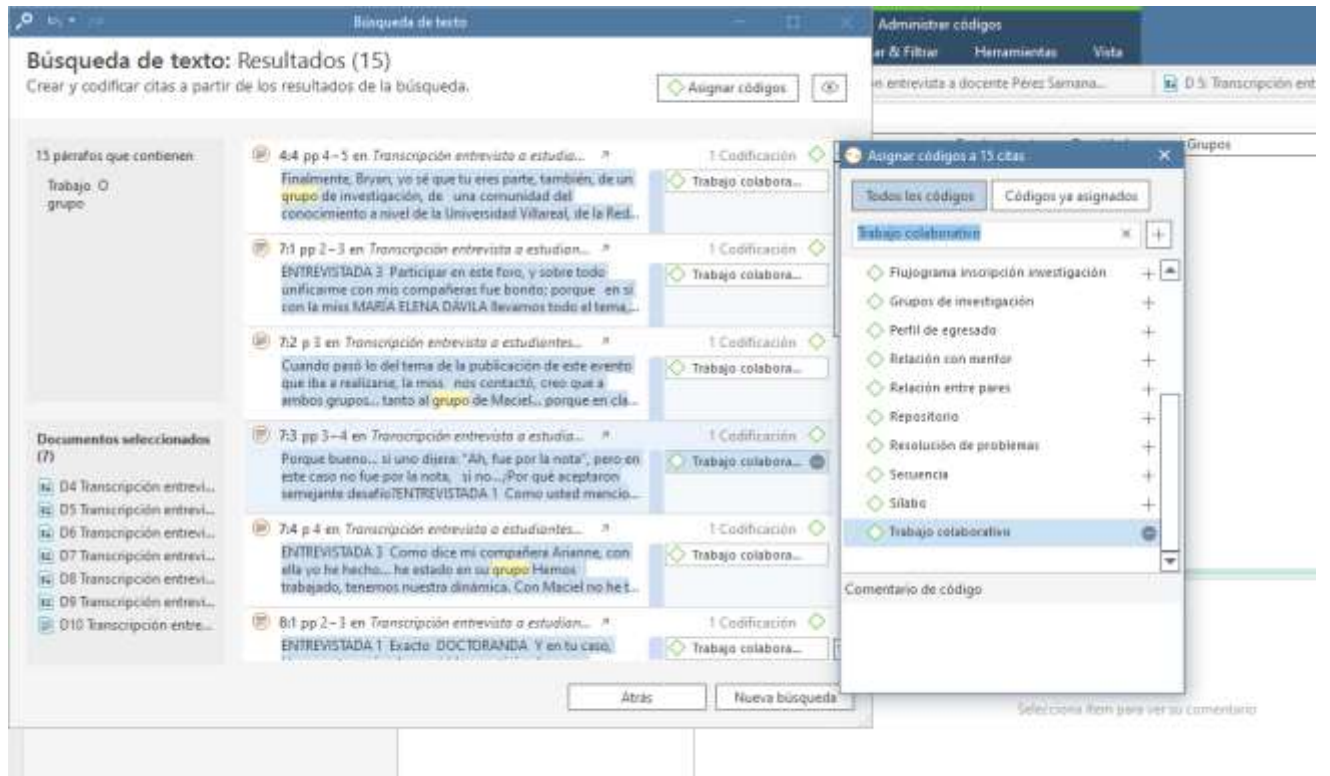 Búsqueda de texto
Administrar códigos
ar & Filtrar Herramientas Vista
Búsqueda de texto: Resultados (15)
Crear y codificar citas a partir de los resultados de la búsqueda.
Asignar códigos
n entrevista a docente Pérez Samana...
D 5: Transcripción ent
Grupos
15 párrafos que contienen
Trabajo O
grupo
4:4 pp 4–5 en Transcripción entrevista a estudia...
1 Codificación
Finalmente, Bryan, yo sé que tu eres parte, también, de un
grupo de investigación, de una comunidad del
conocimiento a nivel de la Universidad Villareal, de la Red...
Trabajo colabora...
7:1 pp 2–3 en Transcripción entrevista a estudian...
1 Codificación
ENTREVISTADA 3 Participar en este foro, y sobre todo
unificarme con mis compañeras fue bonito; porque en sí
con la miss MARÍA ELENA DÁVILA llevamos todo el tema,...
Trabajo colabora...
7:2 p 3 en Transcripción entrevista a estudiantes...
1 Codificación
Cuando pasó lo del tema de la publicación de este evento
que iba a realizarse, la miss nos contactó, creo que a
ambos grupos... tanto al grupo de Maciel... porque en cla...
Trabajo colabora...
7:3 pp 3–4 en Transcripción entrevista a estudia...
1 Codificación
Porque bueno... si uno dijera: "Ah, fue por la nota", pero en
este caso no fue por la nota, si no.../Por qué aceptaron
semejante desafío?ENTREVISTADA 1 Como usted mencio...
Trabajo colabora...
7:4 p 4 en Transcripción entrevista a estudiantes...
1 Codificación
ENTREVISTADA 3 Como dice mi compañera Arianne, con
ella yo he hecho... he estado en su grupo Hemos
trabajado, tenemos nuestra dinámica. Con Maciel no he t...
Trabajo colabora...
8:1 pp 2–3 en Transcripción entrevista a estudian...
1 Codificación
ENTREVISTADA 1 Exacto DOCTORANDA Y en tu caso,
Trabajo colabora...
Documentos seleccionados
(7)
D4 Transcripción entrevi...
D5 Transcripción entrevi...
D6 Transcripción entrevi...
D7 Transcripción entrevi...
D8 Transcripción entrevi...
D9 Transcripción entrevi...
D10 Transcripción entre...
Atrás
Nueva búsqueda
Asignar códigos a 15 citas
Todos los códigos
Códigos ya asignados
Trabajo colaborativo
Flujograma inscripción investigación
Grupos de investigación
Perfil de egresado
Relación con mentor
Relación entre pares
Repositorio
Resolución de problemas
Secuencia
Sílabo
Trabajo colaborativo
Comentario de código
Selecciona ítem para ver su comentario